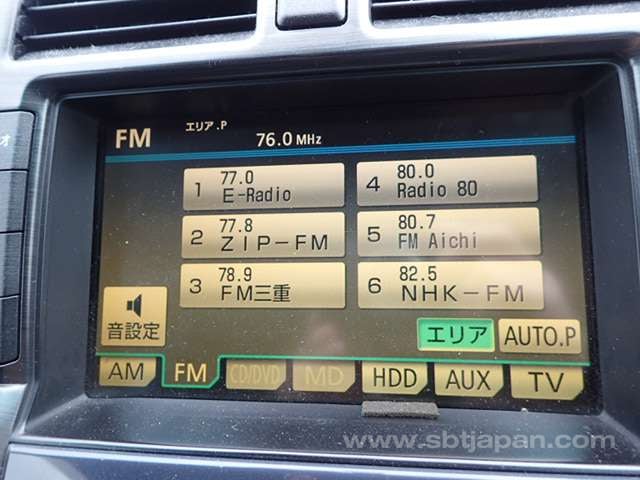 FM エリア.P 76.0 MHz
1 77.0 E-Radio
2 77.8 ZIP-FM
3 78.9 FM三重
4 80.0 Radio 80
5 80.7 FM Aichi
6 82.5 NHK-FM
音設定
エリア AUTO.P
AM FM CD/DVD MD HDD AUX TV
www.sbtjapan.com